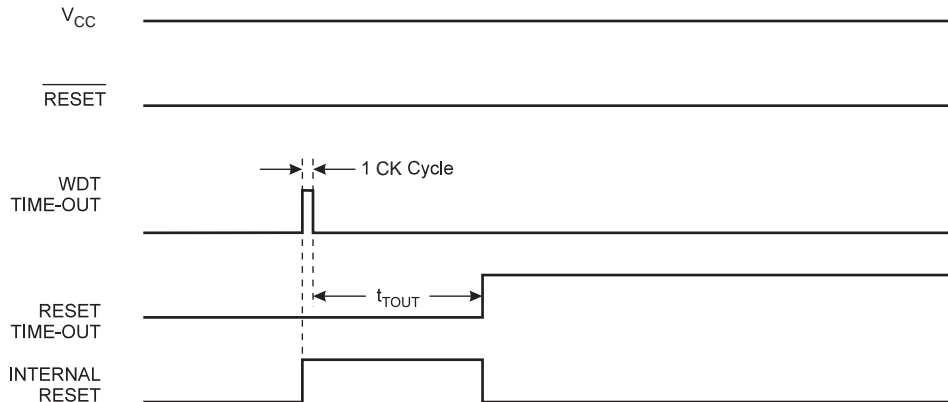 VCC
RESET
1 CK Cycle
WDT
TIME-OUT
tTOUT
RESET
TIME-OUT
INTERNAL
RESET